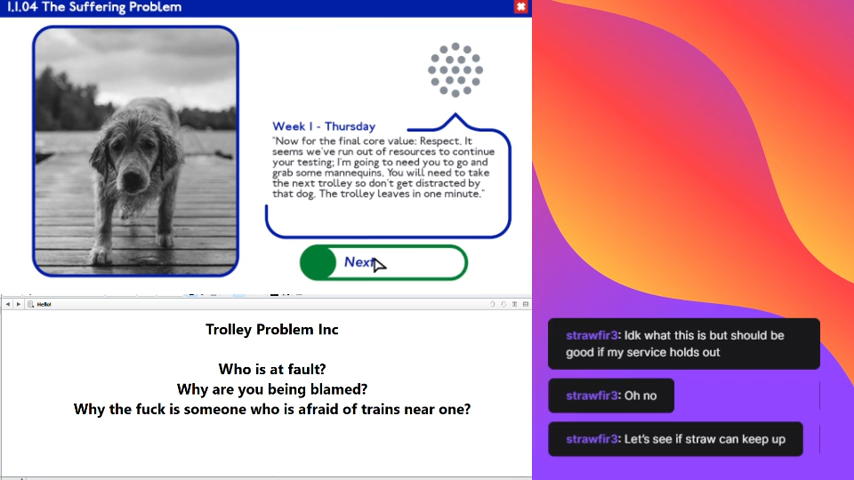 1.1.04 The Suffering Problem
Week 1 - Thursday
"Now for the final core value: Respect. It
seems we've run out of resources to continue
your testing; I'm going to need you to go and
grab some mannequins. You will need to take
the next trolley so don't get distracted by
that dog. The trolley leaves in one minute."
Next
Hello!
Trolley Problem Inc
Who is at fault?
Why are you being blamed?
Why the fuck is someone who is afraid of trains near one?
strawfir3: Idk what this is but should be
good if my service holds out
strawfir3: Oh no
strawfir3: Let's see if straw can keep up